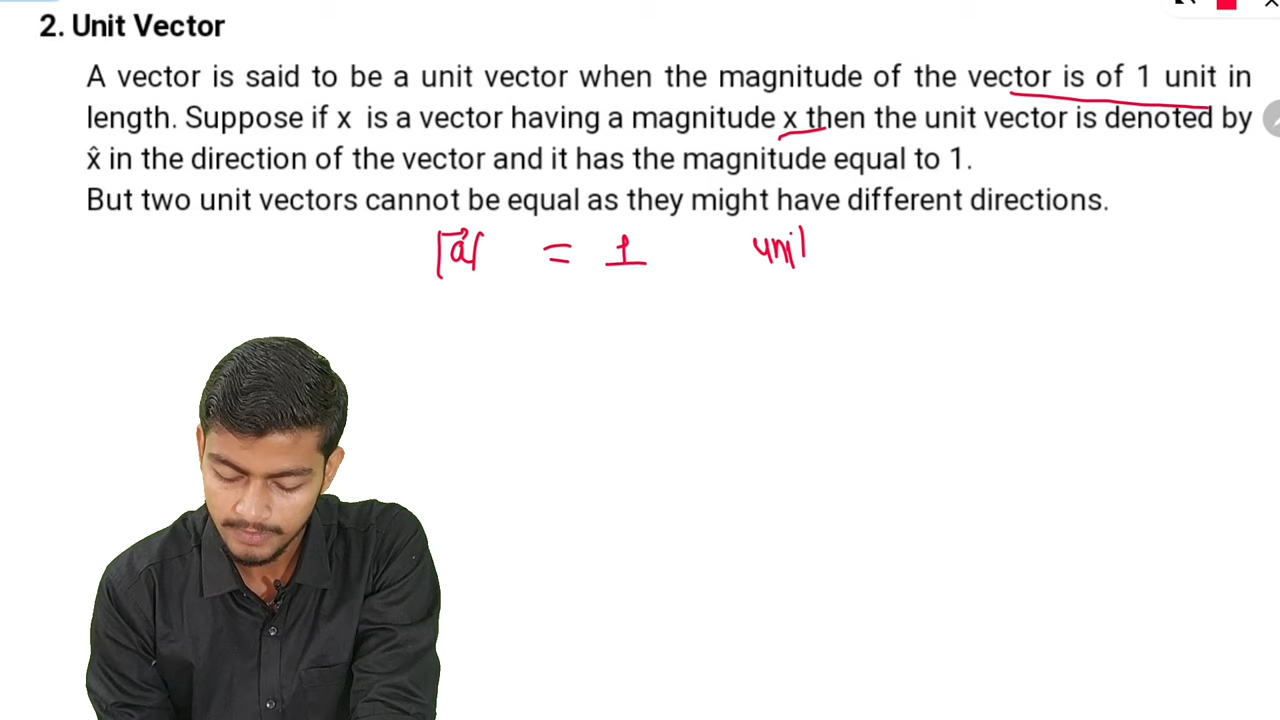 2. Unit Vector
A vector is said to be a unit vector when the magnitude of the vector is of 1 unit in
length. Suppose if x is a vector having a magnitude x then the unit vector is denoted by
x̂ in the direction of the vector and it has the magnitude equal to 1.
But two unit vectors cannot be equal as they might have different directions.
|a⃗| = 1 unit